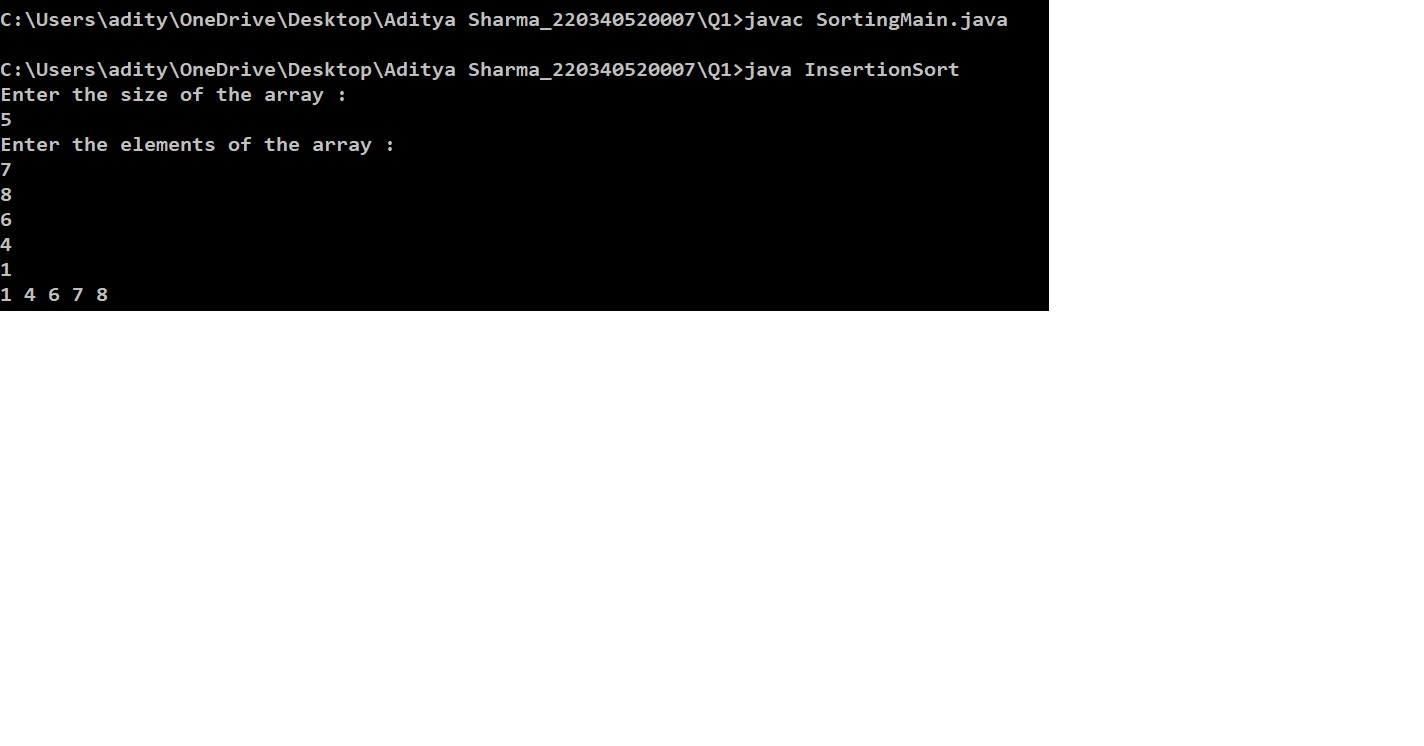 C:\Users\adity\OneDrive\Desktop\Aditya Sharma_220340520007\Q1>javac SortingMain.java
C:\Users\adity\OneDrive\Desktop\Aditya Sharma_220340520007\Q1>java InsertionSort
Enter the size of the array :
5
Enter the elements of the array :
7
8
6
4
1
1 4 6 7 8